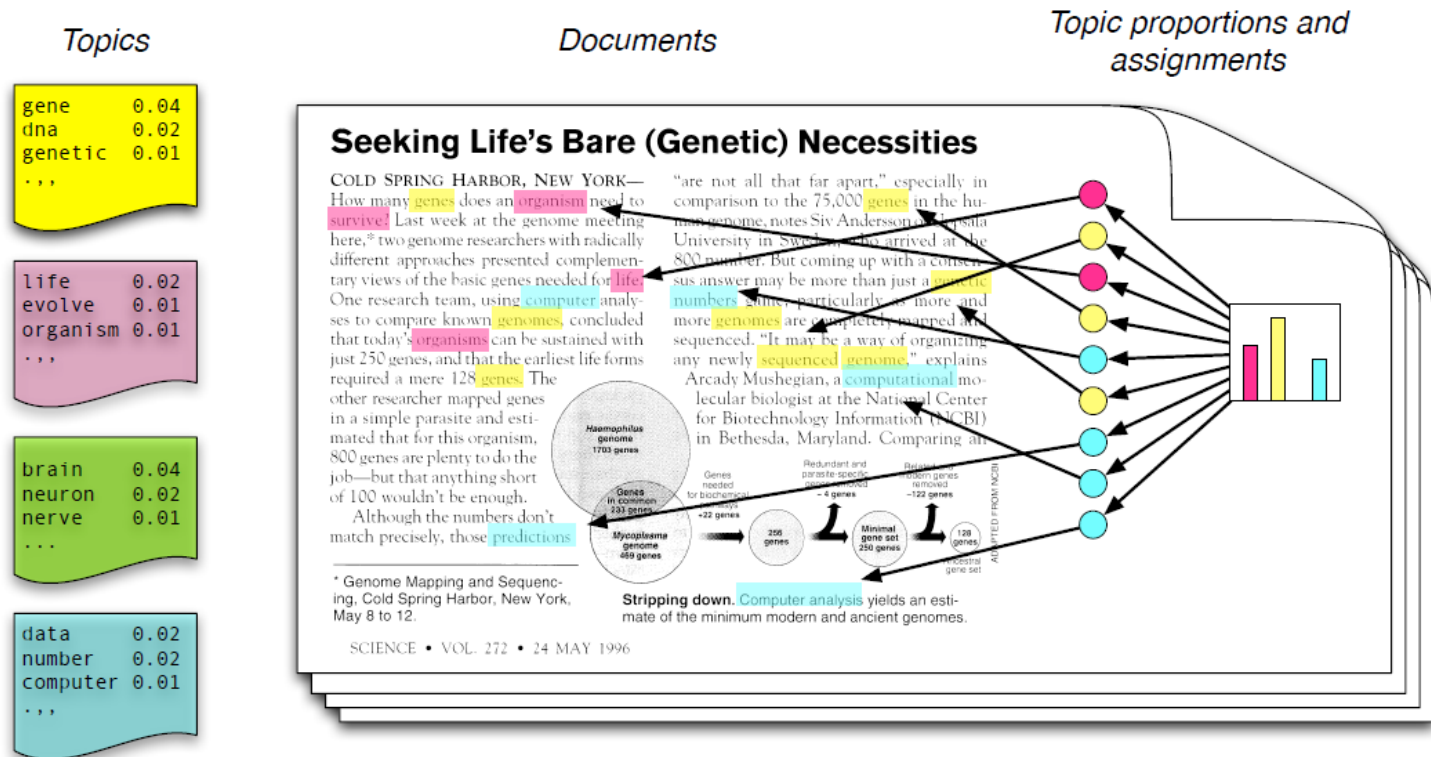 Topics
Documents
Topic proportions and
assignments
gene 0.04
dna 0.02
genetic 0.01
.,,
life 0.02
evolve 0.01
organism 0.01
.,,
brain 0.04
neuron 0.02
nerve 0.01
...
data 0.02
number 0.02
computer 0.01
.,,
Seeking Life's Bare (Genetic) Necessities
COLD SPRING HARBOR, NEW YORK—
How many genes does an organism need to
survive? Last week at the genome meeting
here,* two genome researchers with radically
different approaches presented complemen-
tary views of the basic genes needed for life.
One research team, using computer analy-
ses to compare known genomes, concluded
that today's organisms can be sustained with
just 250 genes, and that the earliest life forms
required a mere 128 genes. The
other researcher mapped genes
in a simple parasite and esti-
mated that for this organism,
800 genes are plenty to do the
job—but that anything short
of 100 wouldn't be enough.
Although the numbers don't
match precisely, those predictions
* Genome Mapping and Sequenc-
ing, Cold Spring Harbor, New York,
May 8 to 12.
SCIENCE • VOL. 272 • 24 MAY 1996
"are not all that far apart," especially in
comparison to the 75,000 genes in the hu-
man genome, notes Siv Andersson of Uppsala
University in Sweden, who arrived at the
800 number. But coming up with a consen-
sus answer may be more than just a genetic
numbers game, particularly as more and
more genomes are completely mapped and
sequenced. "It may be a way of organizing
any newly sequenced genome," explains
Arcady Mushegian, a computational mo-
lecular biologist at the National Center
for Biotechnology Information (NCBI)
in Bethesda, Maryland. Comparing an
Haemophilus
genome
1703 genes
Genes
in common
233 genes
Mycoplasma
genome
469 genes
Genes
needed
for biochemical
pathways
+22 genes
256
genes
Redundant and
parasite-specific
genes removed
– 4 genes
Minimal
gene set
250 genes
Related and
modern genes
removed
–122 genes
128
genes
Ancestral
gene set
ADAPTED FROM NCBI
Stripping down. Computer analysis yields an esti-
mate of the minimum modern and ancient genomes.